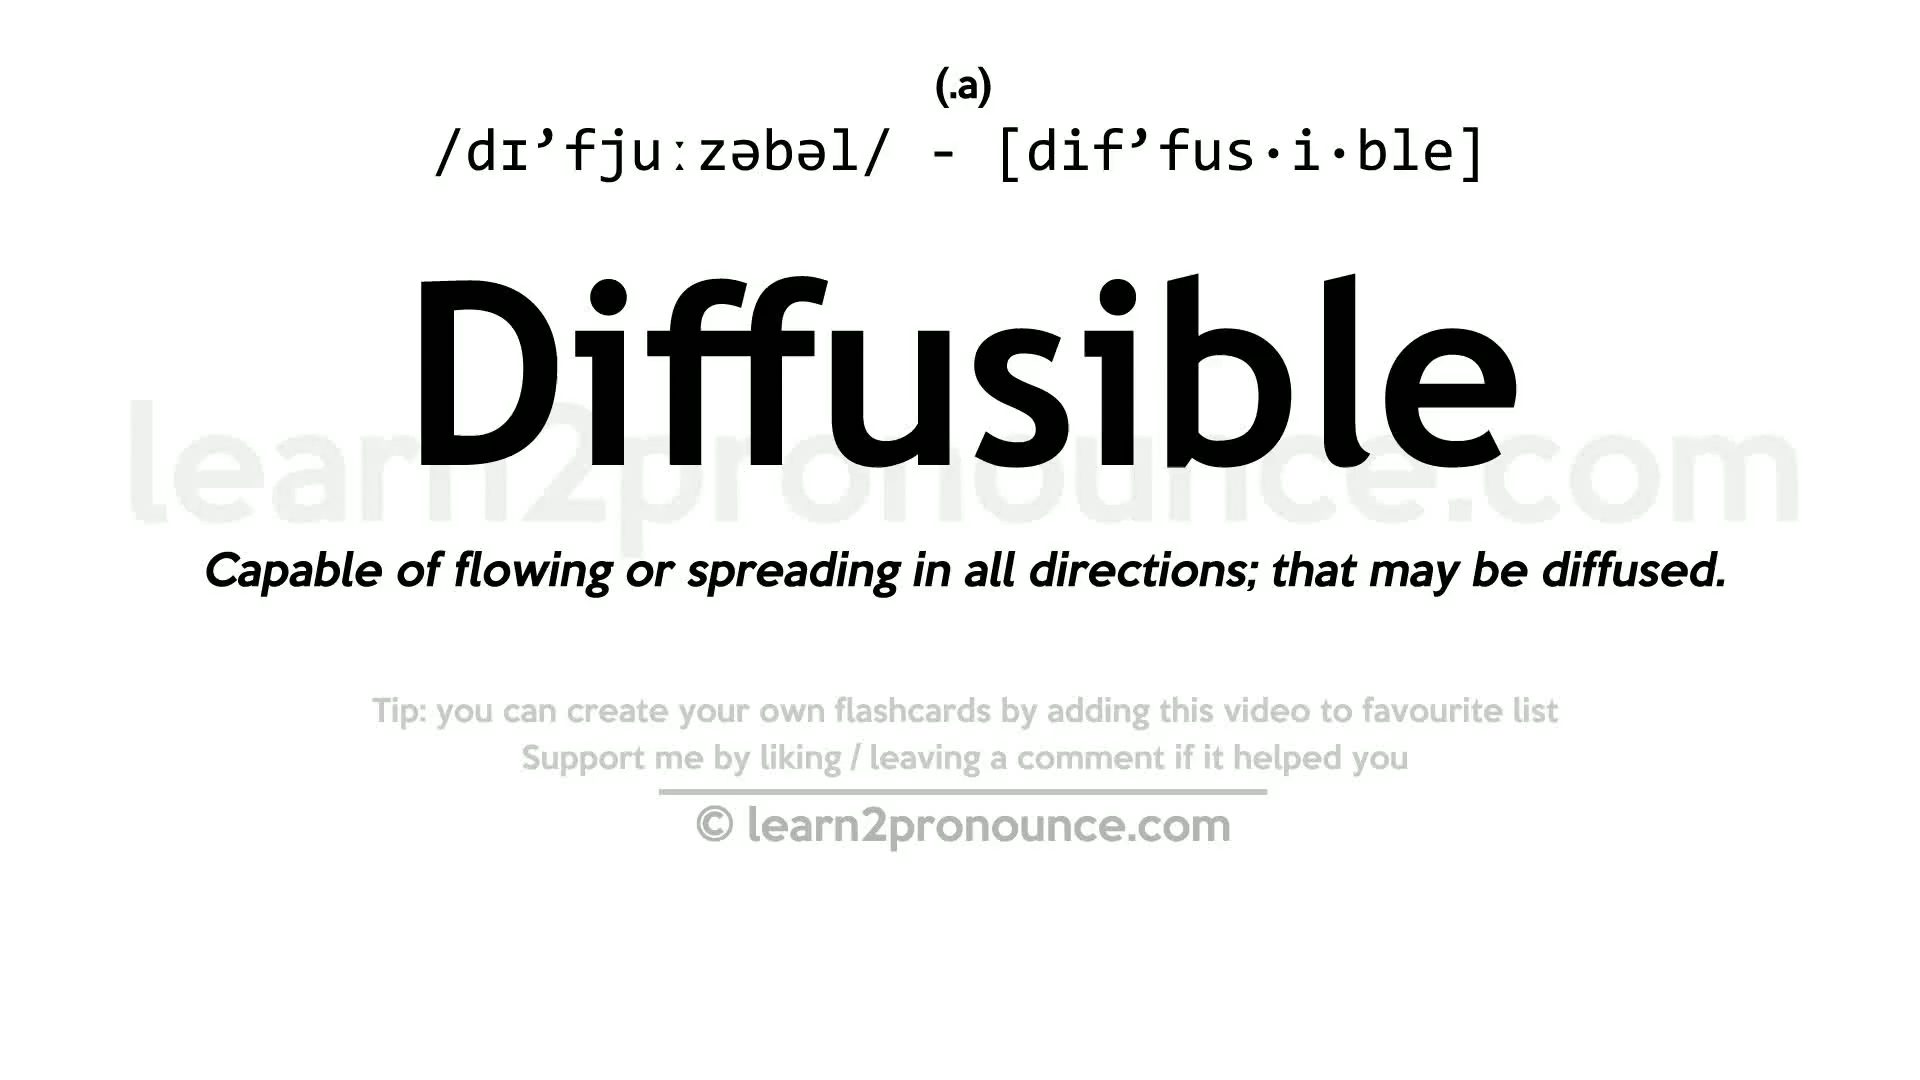 (.a)
/dɪ’fjuːzəbəl/ - [dif’fus·i·ble]
Diffusible
learn2pronounce.com
Capable of flowing or spreading in all directions; that may be diffused.
Tip: you can create your own flashcards by adding this video to favourite list
Support me by liking / leaving a comment if it helped you
© learn2pronounce.com